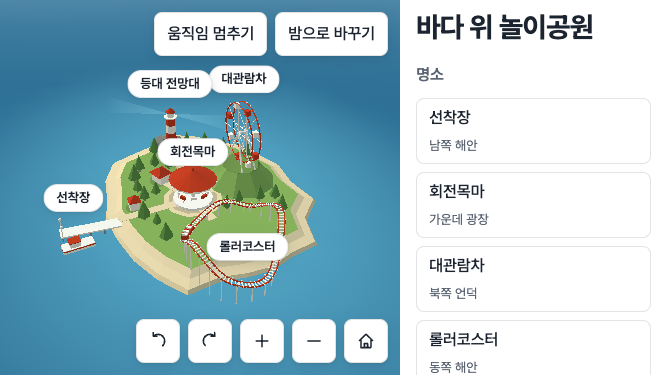 움직임 멈추기
밤으로 바꾸기
등대 전망대
대관람차
회전목마
선착장
롤러코스터
바다 위 놀이공원
명소
선착장
남쪽 해안
회전목마
가운데 광장
대관람차
북쪽 언덕
롤러코스터
동쪽 해안